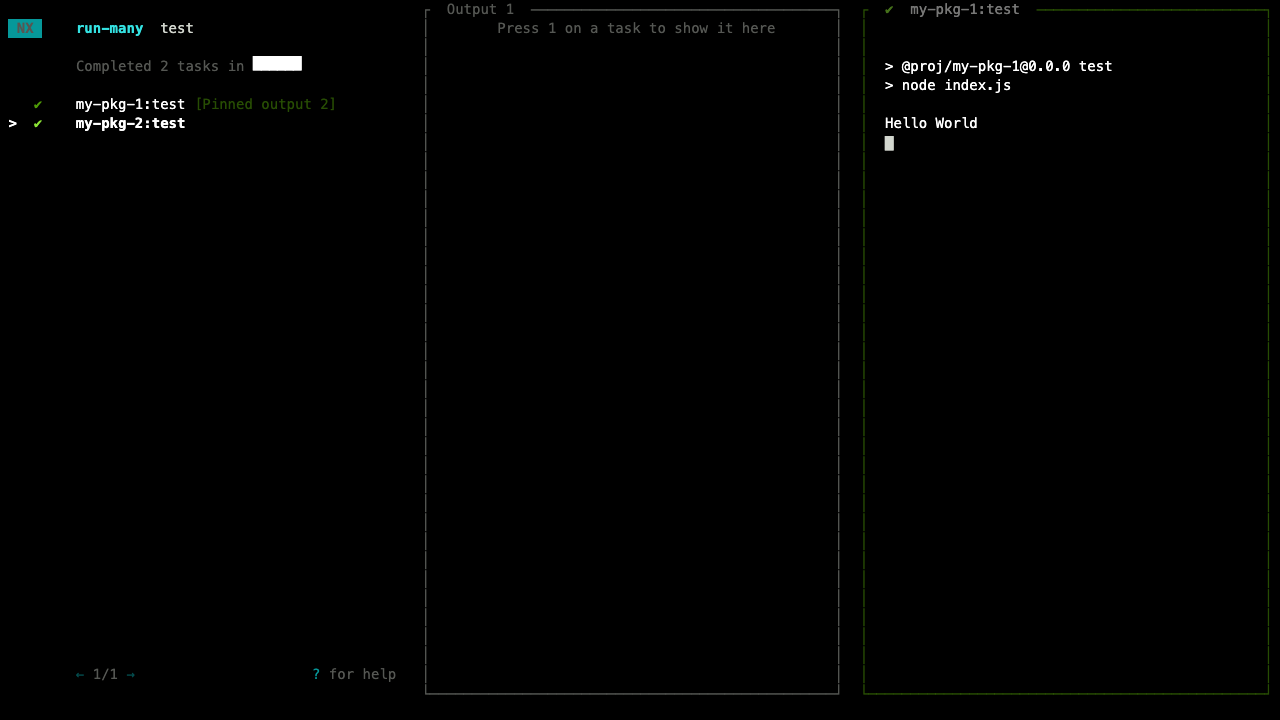 NX run-many test
Completed 2 tasks in
✔ my-pkg-1:test [Pinned output 2]
> ✔ my-pkg-2:test
← 1/1 →
? for help
Output 1
Press 1 on a task to show it here
✔ my-pkg-1:test
> @proj/my-pkg-1@0.0.0 test
> node index.js
Hello World